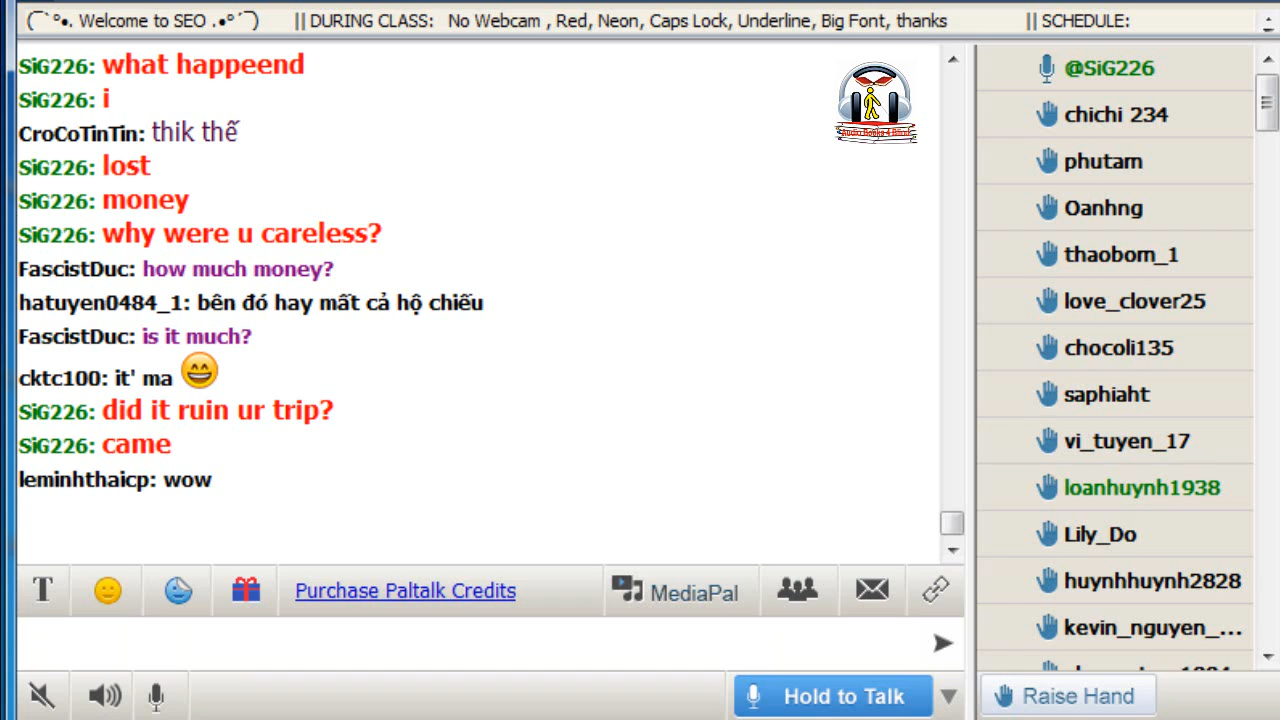 (¯`°•. Welcome to SEO .•°´¯) || DURING CLASS: No Webcam , Red, Neon, Caps Lock, Underline, Big Font, thanks || SCHEDULE:
SiG226: what happeend
SiG226: i
CroCoTinTin: thik thế
SiG226: lost
SiG226: money
SiG226: why were u careless?
FascistDuc: how much money?
hatuyen0484_1: bên đó hay mất cả hộ chiếu
FascistDuc: is it much?
cktc100: it' ma
SiG226: did it ruin ur trip?
SiG226: came
leminhthaicp: wow
Audio Books 4 Blind
@SiG226
chichi 234
phutam
Oanhng
thaoborn_1
love_clover25
chocoli135
saphiaht
vi_tuyen_17
loanhuynh1938
Lily_Do
huynhhuynh2828
kevin_nguyen_...
T
Purchase Paltalk Credits
MediaPal
Hold to Talk
Raise Hand